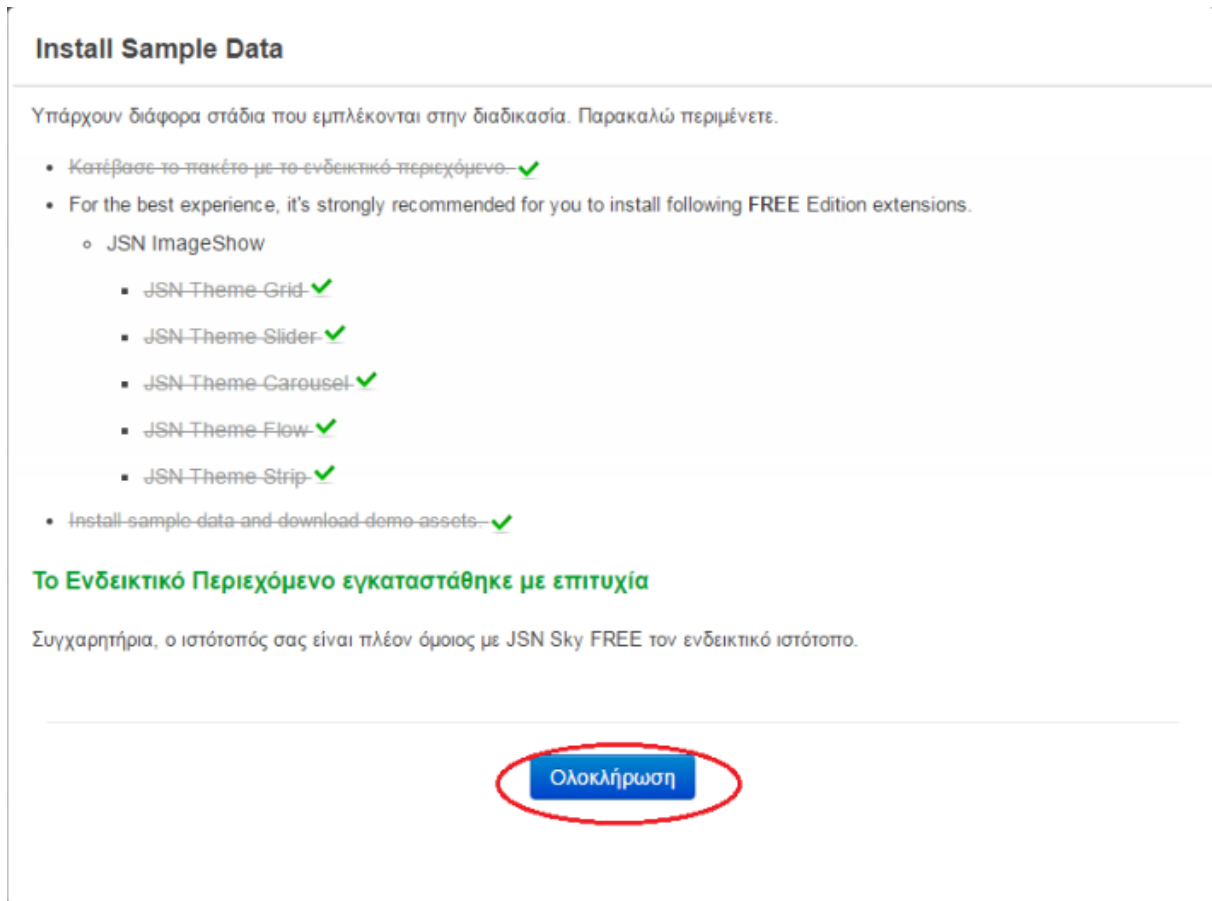 Install Sample Data
Υπάρχουν διάφορα στάδια που εμπλέκονται στην διαδικασία. Παρακαλώ περιμένετε.
Κατέβασε το πακέτο με το ενδεικτικό περιεχόμενο.
For the best experience, it's strongly recommended for you to install following FREE Edition extensions.
JSN ImageShow
JSN Theme Grid
JSN Theme Slider
JSN Theme Carousel
JSN Theme Flow
JSN Theme Strip
Install sample data and download demo assets.
Το Ενδεικτικό Περιεχόμενο εγκαταστάθηκε με επιτυχία
Συγχαρητήρια, ο ιστότοπός σας είναι πλέον όμοιος με JSN Sky FREE τον ενδεικτικό ιστότοπο.
Ολοκλήρωση